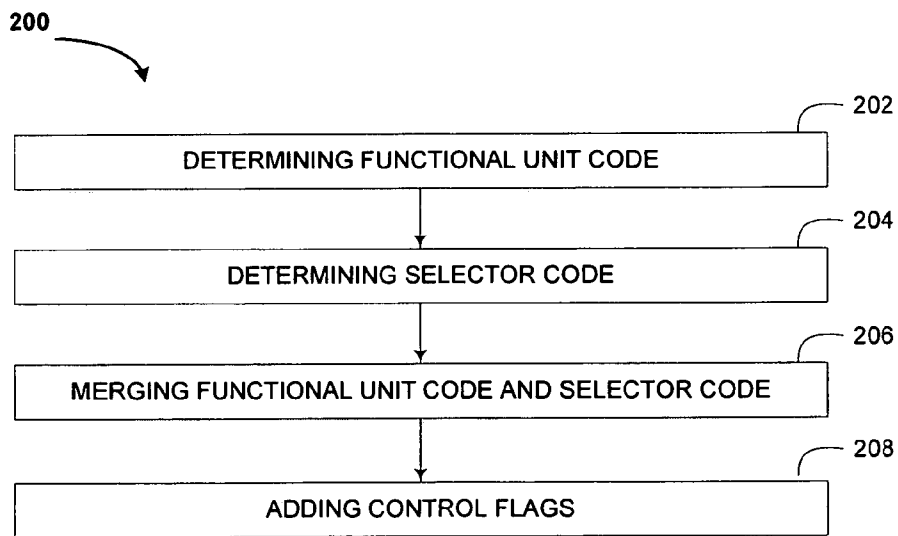 200
202
DETERMINING FUNCTIONAL UNIT CODE
204
DETERMINING SELECTOR CODE
206
MERGING FUNCTIONAL UNIT CODE AND SELECTOR CODE
208
ADDING CONTROL FLAGS